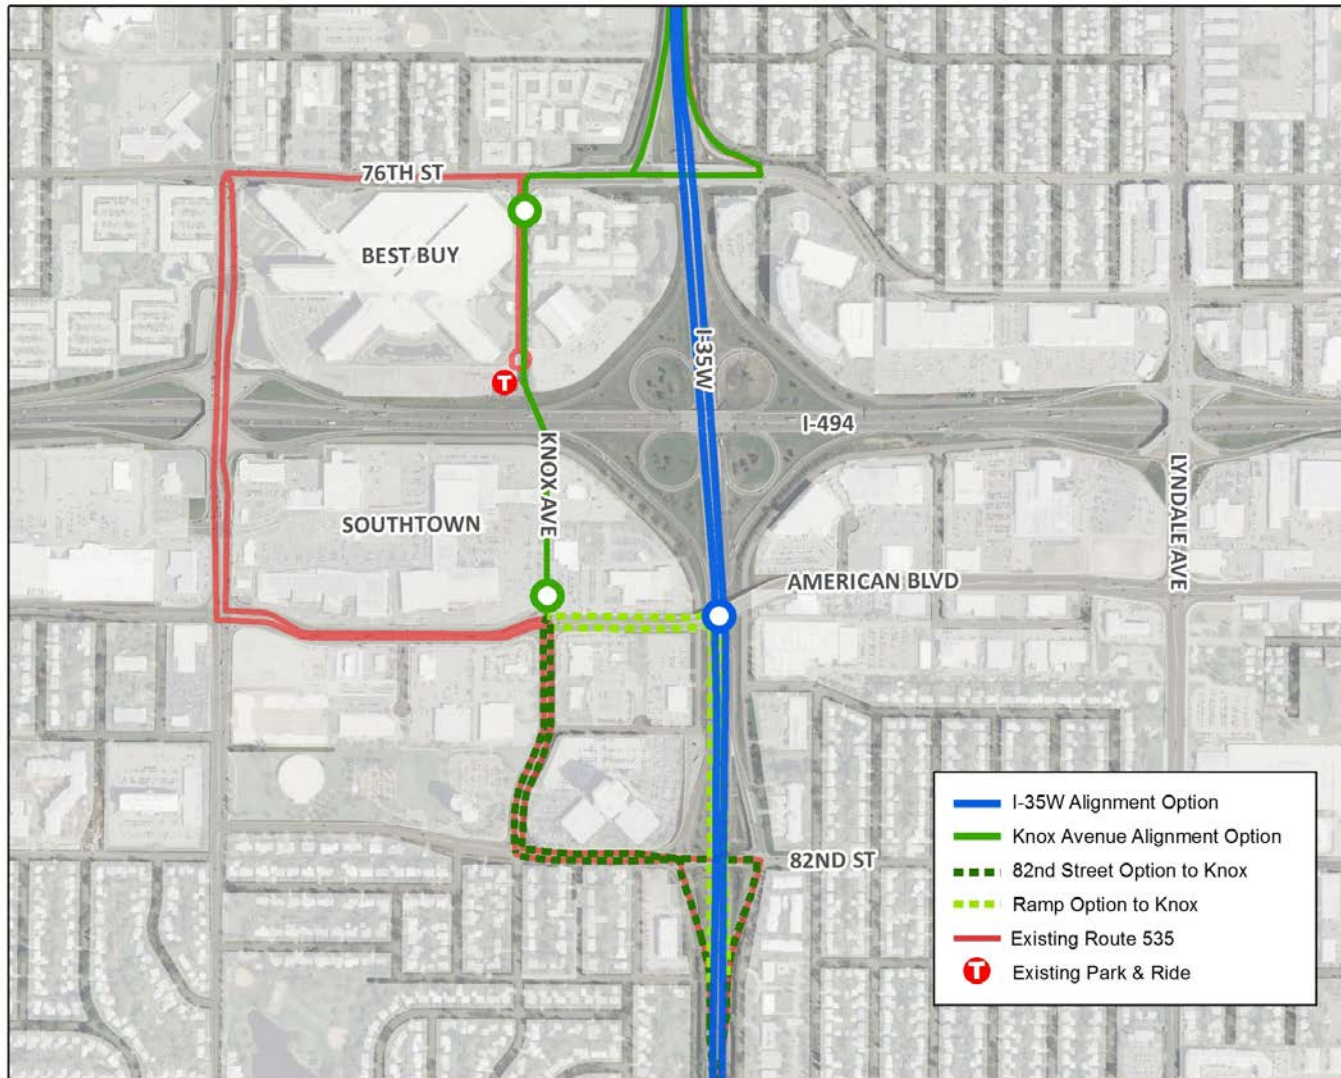 76TH ST
BEST BUY
I-35W
T
I-494
KNOX AVE
LYNDALE AVE
SOUTHTOWN
AMERICAN BLVD
82ND ST
I-35W Alignment Option
Knox Avenue Alignment Option
82nd Street Option to Knox
Ramp Option to Knox
Existing Route 535
T Existing Park & Ride